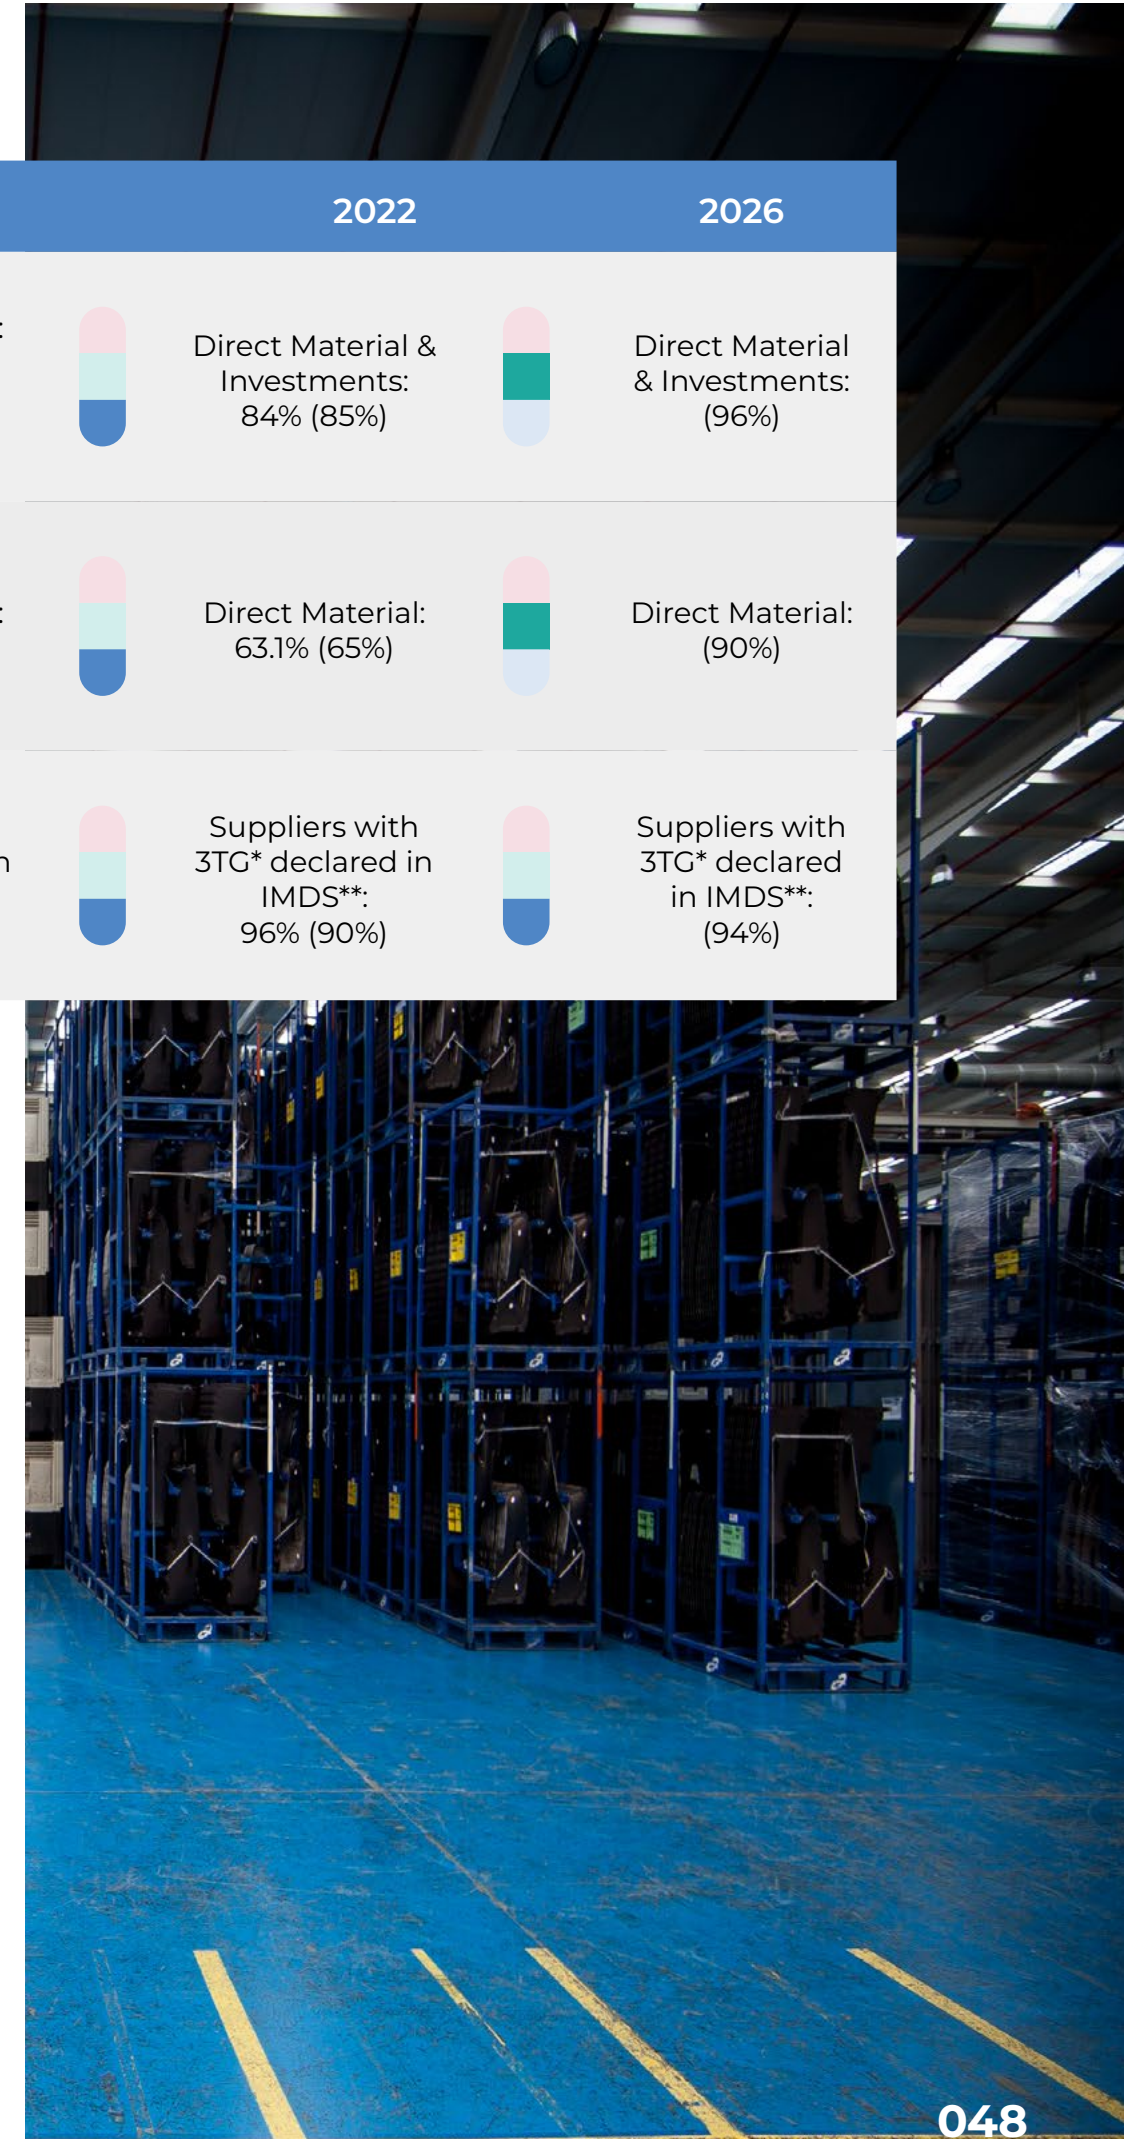 2022
2026
:
Direct Material &
Investments:
84% (85%)
Direct Material
& Investments:
(96%)
:
Direct Material:
63.1% (65%)
Direct Material:
(90%)
n
Suppliers with
3TG* declared in
IMDS**:
96% (90%)
Suppliers with
3TG* declared
in IMDS**:
(94%)
048